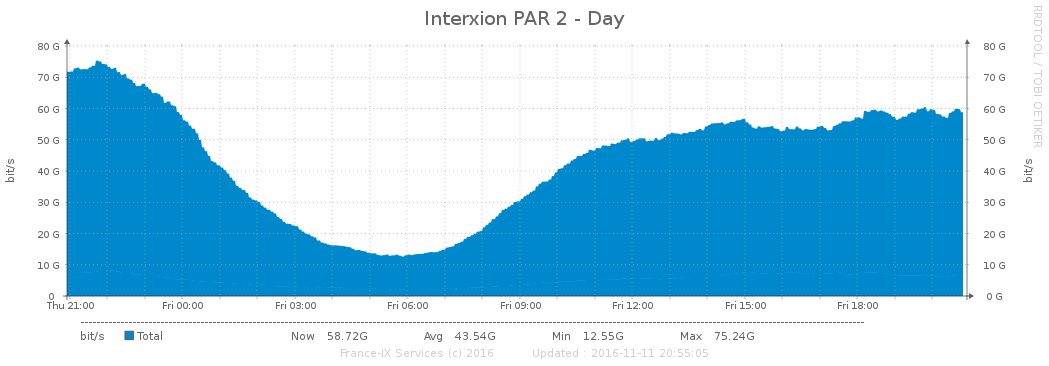 Interxion PAR 2 - Day
RRDTOOL / TOBI OETIKER
80 G 80 G
70 G 70 G
60 G 60 G
50 G 50 G
40 G 40 G
30 G 30 G
20 G 20 G
10 G 10 G
0 0 G
bit/s bit/s
Thu 21:00 Fri 00:00 Fri 03:00 Fri 06:00 Fri 09:00 Fri 12:00 Fri 15:00 Fri 18:00
bit/s Total Now 58.72G Avg 43.54G Min 12.55G Max 75.24G
France-IX Services (c) 2016 Updated : 2016-11-11 20:55:05